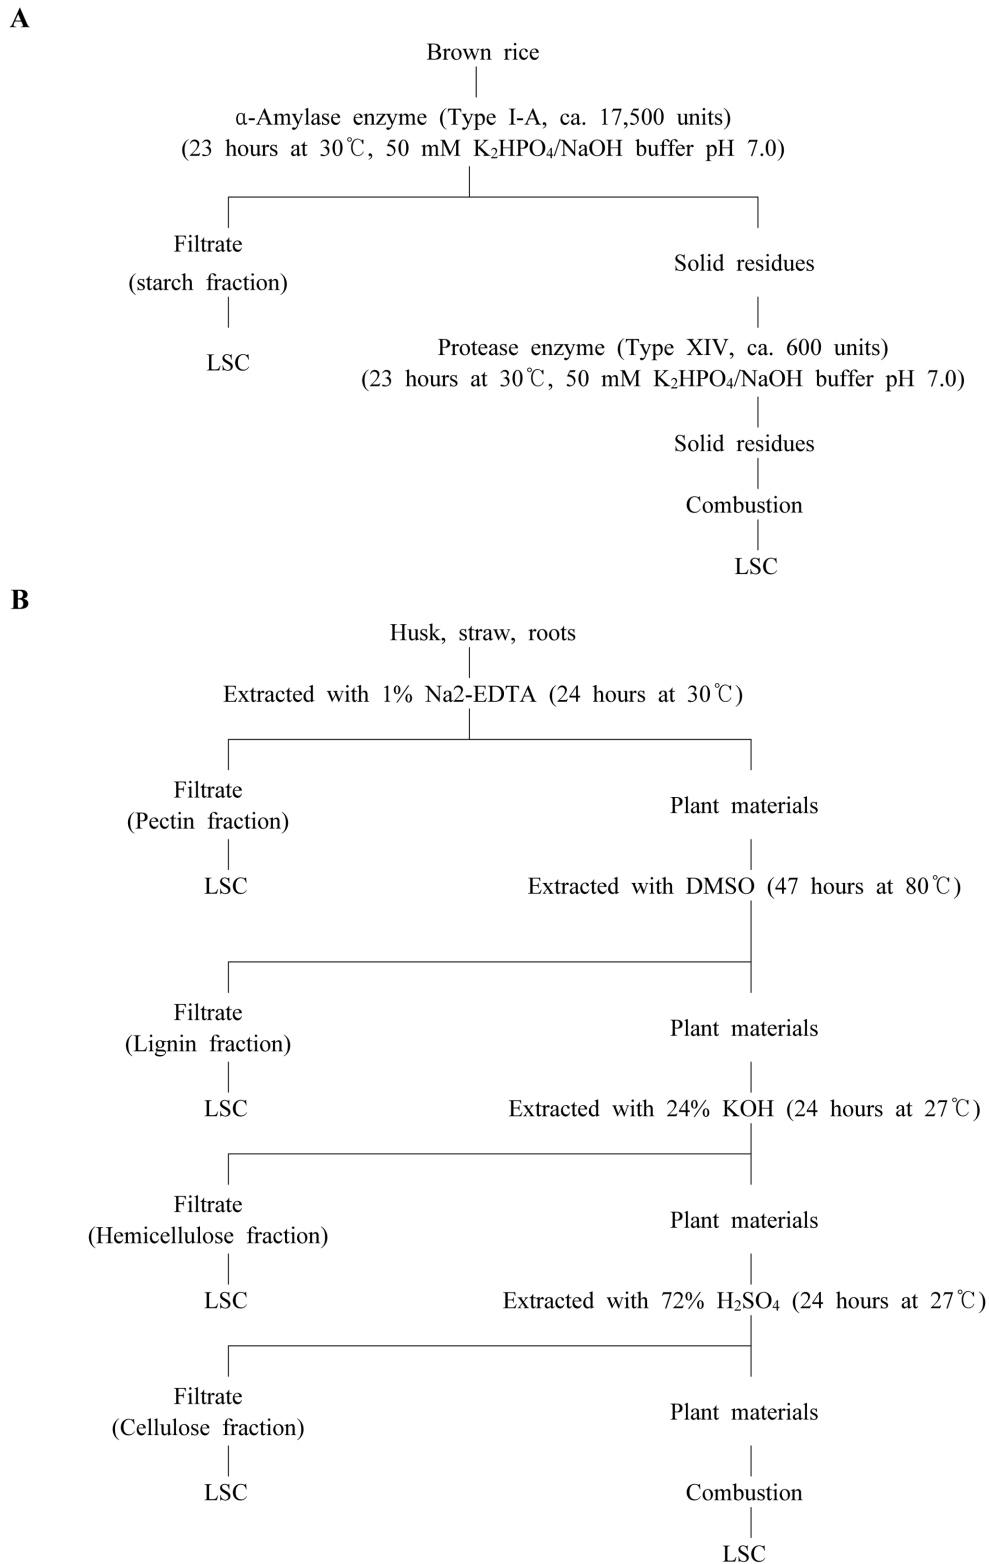 A
Brown rice
α-Amylase enzyme (Type I-A, ca. 17,500 units)
(23 hours at 30℃, 50 mM K₂HPO₄/NaOH buffer pH 7.0)
Filtrate
(starch fraction)
Solid residues
LSC
Protease enzyme (Type XIV, ca. 600 units)
(23 hours at 30℃, 50 mM K₂HPO₄/NaOH buffer pH 7.0)
Solid residues
Combustion
LSC
B
Husk, straw, roots
Extracted with 1% Na2-EDTA (24 hours at 30℃)
Filtrate
(Pectin fraction)
Plant materials
LSC
Extracted with DMSO (47 hours at 80℃)
Filtrate
(Lignin fraction)
Plant materials
LSC
Extracted with 24% KOH (24 hours at 27℃)
Filtrate
(Hemicellulose fraction)
Plant materials
LSC
Extracted with 72% H₂SO₄ (24 hours at 27℃)
Filtrate
(Cellulose fraction)
Plant materials
LSC
Combustion
LSC